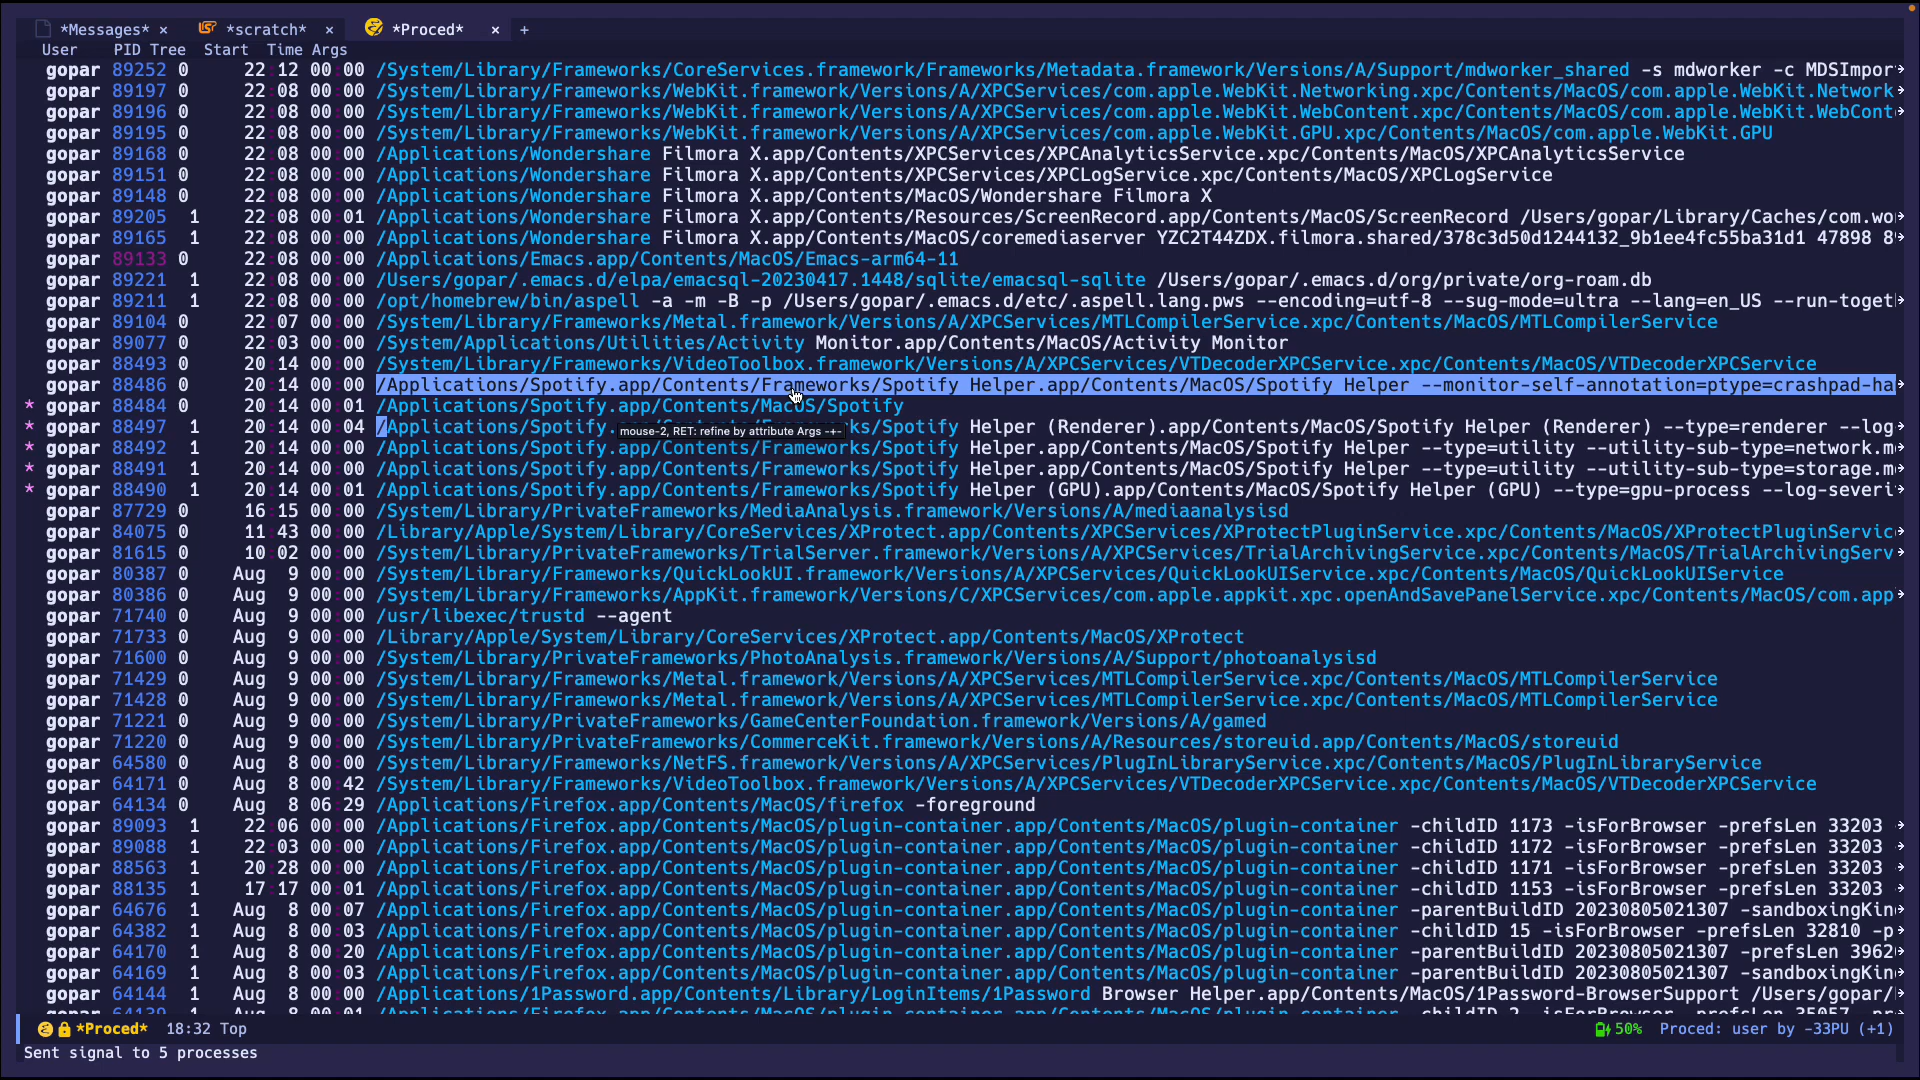 *Messages* × *scratch* × *Proced* × +
User PID Tree Start Time Args
gopar 89252 0 22:12 00:00 /System/Library/Frameworks/CoreServices.framework/Frameworks/Metadata.framework/Versions/A/Support/mdworker_shared -s mdworker -c MDSImpor
gopar 89197 0 22:08 00:00 /System/Library/Frameworks/WebKit.framework/Versions/A/XPCServices/com.apple.WebKit.Networking.xpc/Contents/MacOS/com.apple.WebKit.Network
gopar 89196 0 22:08 00:00 /System/Library/Frameworks/WebKit.framework/Versions/A/XPCServices/com.apple.WebKit.WebContent.xpc/Contents/MacOS/com.apple.WebKit.WebCont
gopar 89195 0 22:08 00:00 /System/Library/Frameworks/WebKit.framework/Versions/A/XPCServices/com.apple.WebKit.GPU.xpc/Contents/MacOS/com.apple.WebKit.GPU
gopar 89168 0 22:08 00:00 /Applications/Wondershare Filmora X.app/Contents/XPCServices/XPCAnalyticsService.xpc/Contents/MacOS/XPCAnalyticsService
gopar 89151 0 22:08 00:00 /Applications/Wondershare Filmora X.app/Contents/XPCServices/XPCLogService.xpc/Contents/MacOS/XPCLogService
gopar 89148 0 22:08 00:00 /Applications/Wondershare Filmora X.app/Contents/MacOS/Wondershare Filmora X
gopar 89205 1 22:08 00:01 /Applications/Wondershare Filmora X.app/Contents/Resources/ScreenRecord.app/Contents/MacOS/ScreenRecord /Users/gopar/Library/Caches/com.wo
gopar 89165 1 22:08 00:00 /Applications/Wondershare Filmora X.app/Contents/MacOS/coremediaserver YZC2T44ZDX.filmora.shared/378c3d50d1244132_9b1ee4fc55ba31d1 47898 8
gopar 89133 0 22:08 00:00 /Applications/Emacs.app/Contents/MacOS/Emacs-arm64-11
gopar 89221 1 22:08 00:00 /Users/gopar/.emacs.d/elpa/emacsql-20230417.1448/sqlite/emacsql-sqlite /Users/gopar/.emacs.d/org/private/org-roam.db
gopar 89211 1 22:08 00:00 /opt/homebrew/bin/aspell -a -m -B -p /Users/gopar/.emacs.d/etc/.aspell.lang.pws --encoding=utf-8 --sug-mode=ultra --lang=en_US --run-toget
gopar 89104 0 22:07 00:00 /System/Library/Frameworks/Metal.framework/Versions/A/XPCServices/MTLCompilerService.xpc/Contents/MacOS/MTLCompilerService
gopar 89077 0 22:03 00:00 /System/Applications/Utilities/Activity Monitor.app/Contents/MacOS/Activity Monitor
gopar 88493 0 20:14 00:00 /System/Library/Frameworks/VideoToolbox.framework/Versions/A/XPCServices/VTDecoderXPCService.xpc/Contents/MacOS/VTDecoderXPCService
gopar 88486 0 20:14 00:00 /Applications/Spotify.app/Contents/Frameworks/Spotify Helper.app/Contents/MacOS/Spotify Helper --monitor-self-annotation=ptype=crashpad-ha
* gopar 88484 0 20:14 00:01 /Applications/Spotify.app/Contents/MacOS/Spotify
* gopar 88497 1 20:14 00:04 /Applications/Spotify. ks/Spotify Helper (Renderer).app/Contents/MacOS/Spotify Helper (Renderer) --type=renderer --log
mouse-2, RET: refine by attribute Args -+-
* gopar 88492 1 20:14 00:00 /Applications/Spotify.app/Contents/Frameworks/Spotify Helper.app/Contents/MacOS/Spotify Helper --type=utility --utility-sub-type=network.m
* gopar 88491 1 20:14 00:00 /Applications/Spotify.app/Contents/Frameworks/Spotify Helper.app/Contents/MacOS/Spotify Helper --type=utility --utility-sub-type=storage.m
* gopar 88490 1 20:14 00:01 /Applications/Spotify.app/Contents/Frameworks/Spotify Helper (GPU).app/Contents/MacOS/Spotify Helper (GPU) --type=gpu-process --log-severi
gopar 87729 0 16:15 00:00 /System/Library/PrivateFrameworks/MediaAnalysis.framework/Versions/A/mediaanalysisd
gopar 84075 0 11:43 00:00 /Library/Apple/System/Library/CoreServices/XProtect.app/Contents/XPCServices/XProtectPluginService.xpc/Contents/MacOS/XProtectPluginServic
gopar 81615 0 10:02 00:00 /System/Library/PrivateFrameworks/TrialServer.framework/Versions/A/XPCServices/TrialArchivingService.xpc/Contents/MacOS/TrialArchivingServ
gopar 80387 0 Aug 9 00:00 /System/Library/Frameworks/QuickLookUI.framework/Versions/A/XPCServices/QuickLookUIService.xpc/Contents/MacOS/QuickLookUIService
gopar 80386 0 Aug 9 00:00 /System/Library/Frameworks/AppKit.framework/Versions/C/XPCServices/com.apple.appkit.xpc.openAndSavePanelService.xpc/Contents/MacOS/com.app
gopar 71740 0 Aug 9 00:00 /usr/libexec/trustd --agent
gopar 71733 0 Aug 9 00:00 /Library/Apple/System/Library/CoreServices/XProtect.app/Contents/MacOS/XProtect
gopar 71600 0 Aug 9 00:00 /System/Library/PrivateFrameworks/PhotoAnalysis.framework/Versions/A/Support/photoanalysisd
gopar 71429 0 Aug 9 00:00 /System/Library/Frameworks/Metal.framework/Versions/A/XPCServices/MTLCompilerService.xpc/Contents/MacOS/MTLCompilerService
gopar 71428 0 Aug 9 00:00 /System/Library/Frameworks/Metal.framework/Versions/A/XPCServices/MTLCompilerService.xpc/Contents/MacOS/MTLCompilerService
gopar 71221 0 Aug 9 00:00 /System/Library/PrivateFrameworks/GameCenterFoundation.framework/Versions/A/gamed
gopar 71220 0 Aug 9 00:00 /System/Library/PrivateFrameworks/CommerceKit.framework/Versions/A/Resources/storeuid.app/Contents/MacOS/storeuid
gopar 64580 0 Aug 8 00:00 /System/Library/Frameworks/NetFS.framework/Versions/A/XPCServices/PlugInLibraryService.xpc/Contents/MacOS/PlugInLibraryService
gopar 64171 0 Aug 8 00:42 /System/Library/Frameworks/VideoToolbox.framework/Versions/A/XPCServices/VTDecoderXPCService.xpc/Contents/MacOS/VTDecoderXPCService
gopar 64134 0 Aug 8 06:29 /Applications/Firefox.app/Contents/MacOS/firefox -foreground
gopar 89093 1 22:06 00:00 /Applications/Firefox.app/Contents/MacOS/plugin-container.app/Contents/MacOS/plugin-container -childID 1173 -isForBrowser -prefsLen 33203
gopar 89088 1 22:03 00:00 /Applications/Firefox.app/Contents/MacOS/plugin-container.app/Contents/MacOS/plugin-container -childID 1172 -isForBrowser -prefsLen 33203
gopar 88563 1 20:28 00:00 /Applications/Firefox.app/Contents/MacOS/plugin-container.app/Contents/MacOS/plugin-container -childID 1171 -isForBrowser -prefsLen 33203
gopar 88135 1 17:17 00:01 /Applications/Firefox.app/Contents/MacOS/plugin-container.app/Contents/MacOS/plugin-container -childID 1153 -isForBrowser -prefsLen 33203
gopar 64676 1 Aug 8 00:07 /Applications/Firefox.app/Contents/MacOS/plugin-container.app/Contents/MacOS/plugin-container -parentBuildID 20230805021307 -sandboxingKin
gopar 64382 1 Aug 8 00:03 /Applications/Firefox.app/Contents/MacOS/plugin-container.app/Contents/MacOS/plugin-container -childID 15 -isForBrowser -prefsLen 32810 -p
gopar 64170 1 Aug 8 00:20 /Applications/Firefox.app/Contents/MacOS/plugin-container.app/Contents/MacOS/plugin-container -parentBuildID 20230805021307 -prefsLen 3962
gopar 64169 1 Aug 8 00:03 /Applications/Firefox.app/Contents/MacOS/plugin-container.app/Contents/MacOS/plugin-container -parentBuildID 20230805021307 -sandboxingKin
gopar 64144 1 Aug 8 00:00 /Applications/1Password.app/Contents/Library/LoginItems/1Password Browser Helper.app/Contents/MacOS/1Password-BrowserSupport /Users/gopar/
*Proced* 18:32 Top 50% Proced: user by -33PU (+1)
Sent signal to 5 processes